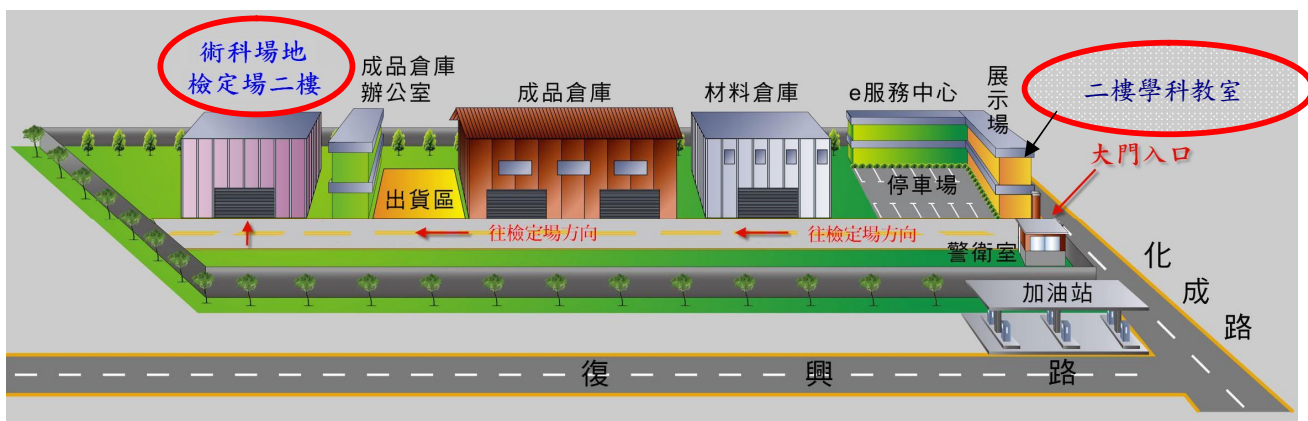 術科場地
檢定場二樓
成品倉庫
辦公室
成品倉庫
材料倉庫
e服務中心
展示場
二樓學科教室
大門入口
停車場
出貨區
往檢定場方向
往檢定場方向
警衛室
加油站
化成路
復興路